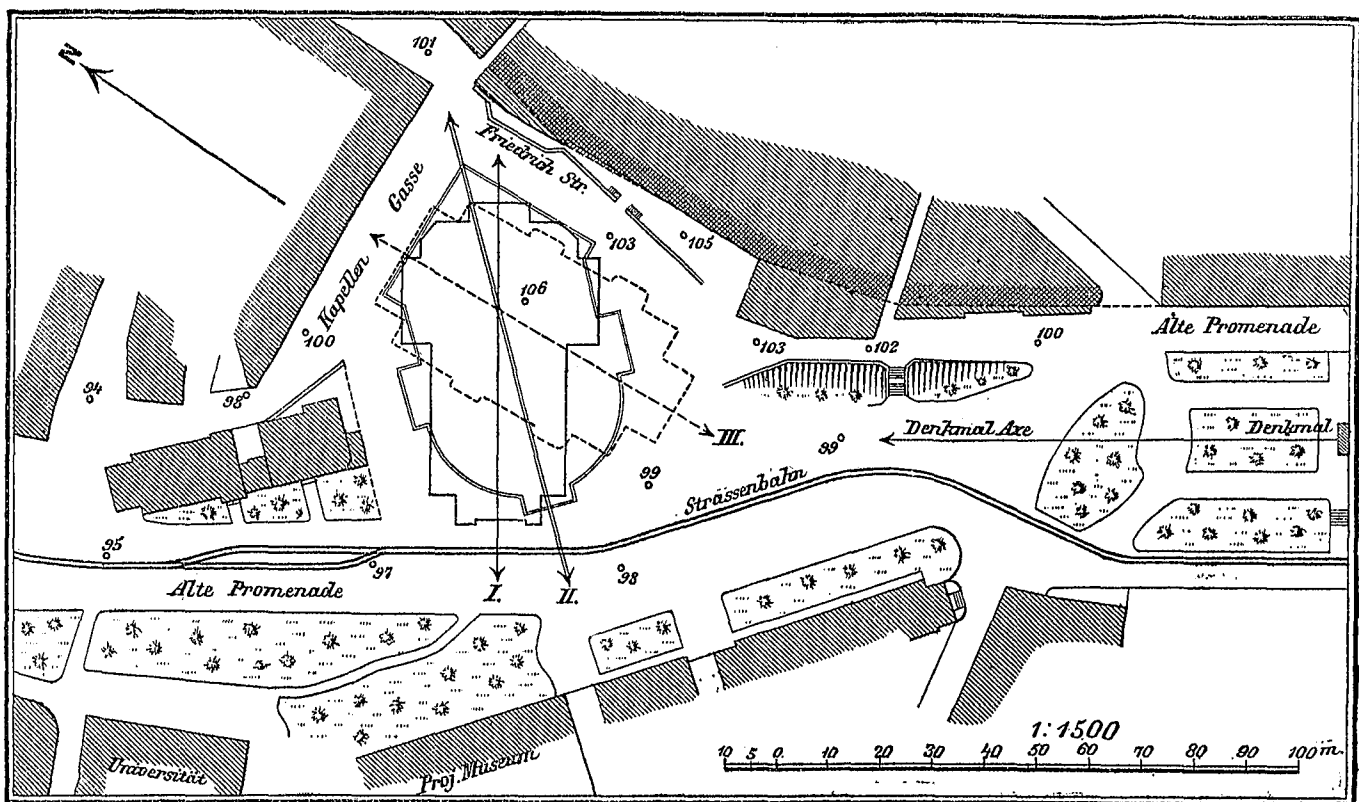 N
101
Friedrich Str.
Kapellen Gasse
103
105
106
100
103
102
100
Alte Promenade
94
98
99
Denkmal Axe
Denkmal
III.
99
Strassenbahn
95
97
98
Alte Promenade
I.
II.
Universität
Proj. Museum
1:1500
10 5 0. 10 20 30 40 50 60 70 80 90 100 m.